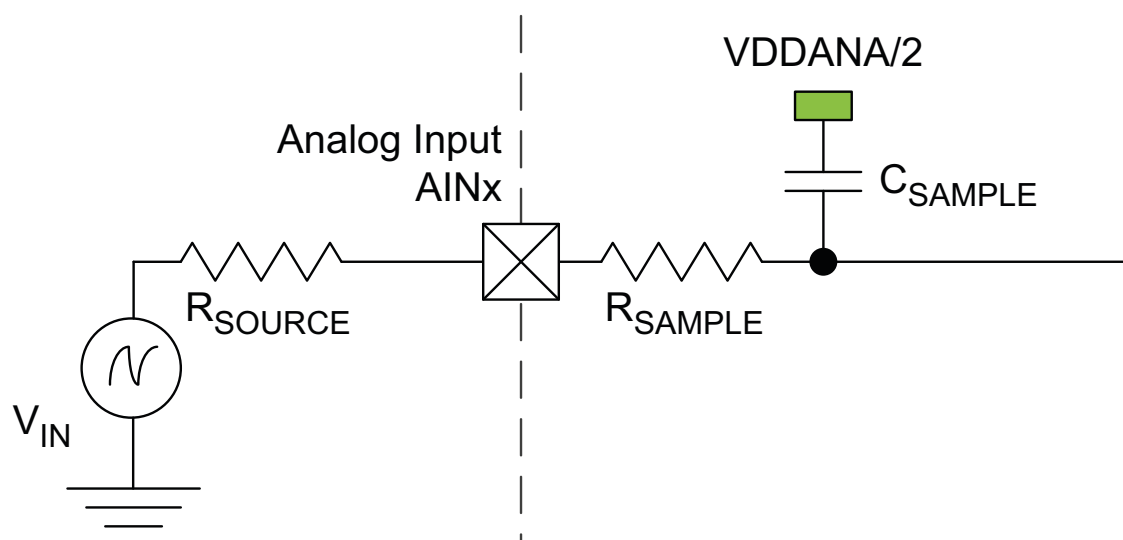 VDDANA/2
Analog Input
AINx
CSAMPLE
RSOURCE
RSAMPLE
VIN